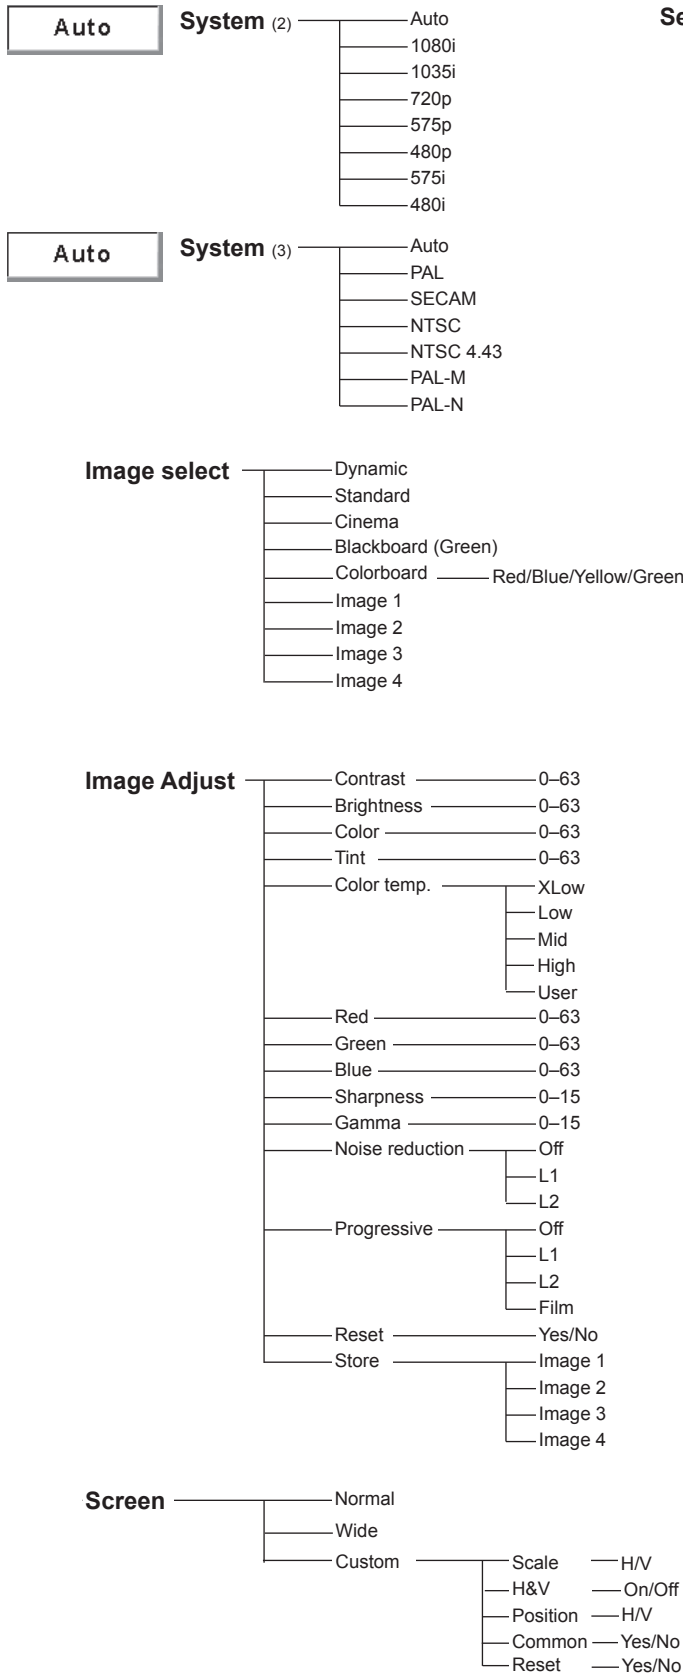 Auto
System (2)
Auto
1080i
1035i
720p
575p
480p
575i
480i
Auto
System (3)
Auto
PAL
SECAM
NTSC
NTSC 4.43
PAL-M
PAL-N
Image select
Dynamic
Standard
Cinema
Blackboard (Green)
Colorboard Red/Blue/Yellow/Green
Image 1
Image 2
Image 3
Image 4
Image Adjust
Contrast 0–63
Brightness 0–63
Color 0–63
Tint 0–63
Color temp. XLow
Low
Mid
High
User
Red 0–63
Green 0–63
Blue 0–63
Sharpness 0–15
Gamma 0–15
Noise reduction Off
L1
L2
Progressive Off
L1
L2
Film
Reset Yes/No
Store Image 1
Image 2
Image 3
Image 4
Screen
Normal
Wide
Custom Scale H/V
H&V On/Off
Position H/V
Common Yes/No
Reset Yes/No